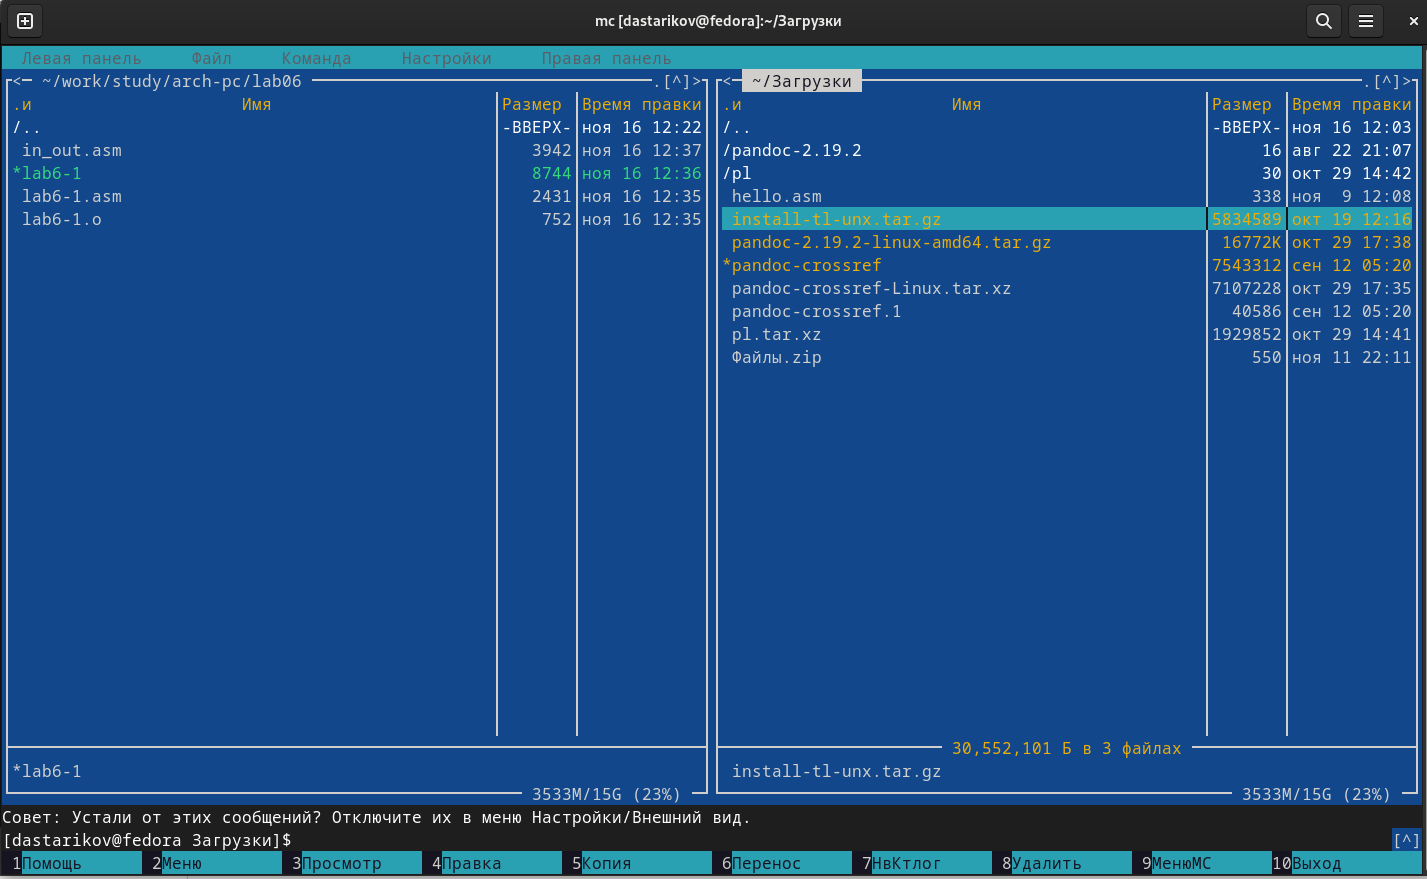 mc [dastarikov@fedora]:~/Загрузки
Левая панель Файл Команда Настройки Правая панель
<- ~/work/study/arch-pc/lab06 .[^]>
.и Имя Размер Время правки
/.. -ВВЕРХ- ноя 16 12:22
in_out.asm 3942 ноя 16 12:37
*lab6-1 8744 ноя 16 12:36
lab6-1.asm 2431 ноя 16 12:35
lab6-1.o 752 ноя 16 12:35
*lab6-1
3533M/15G (23%)
<- ~/Загрузки .[^]>
.и Имя Размер Время правки
/.. -ВВЕРХ- ноя 16 12:03
/pandoc-2.19.2 16 авг 22 21:07
/pl 30 окт 29 14:42
hello.asm 338 ноя 9 12:08
install-tl-unx.tar.gz 5834589 окт 19 12:16
pandoc-2.19.2-linux-amd64.tar.gz 16772K окт 29 17:38
*pandoc-crossref 7543312 сен 12 05:20
pandoc-crossref-Linux.tar.xz 7107228 окт 29 17:35
pandoc-crossref.1 40586 сен 12 05:20
pl.tar.xz 1929852 окт 29 14:41
Файлы.zip 550 ноя 11 22:11
30,552,101 Б в 3 файлах
install-tl-unx.tar.gz
3533M/15G (23%)
Совет: Устали от этих сообщений? Отключите их в меню Настройки/Внешний вид.
[dastarikov@fedora Загрузки]$ [^]
1Помощь 2Меню 3Просмотр 4Правка 5Копия 6Перенос 7НвКтлог 8Удалить 9МенюМС 10Выход